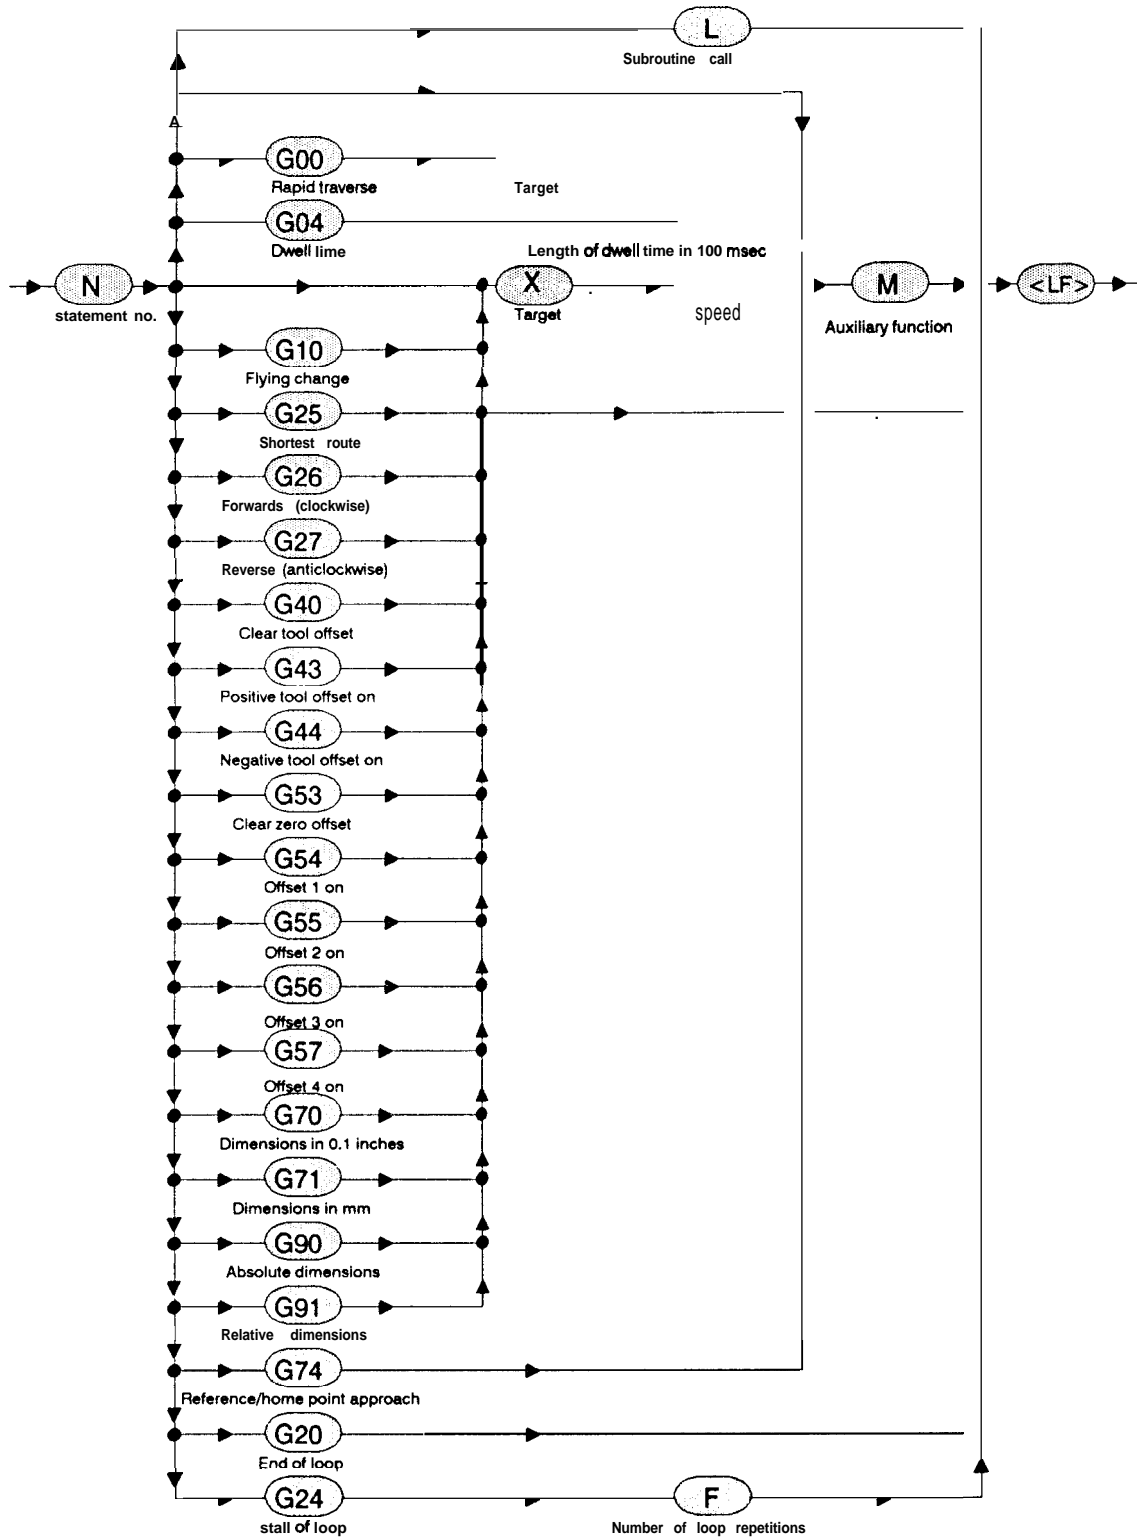 L
Subroutine call
A
G00
Rapid traverse
Target
G04
Dwell lime
Length of dwell time in 100 msec
N
statement no.
X
Target
speed
M
Auxiliary function
<LF>
G10
Flying change
G25
Shortest route
G26
Forwards (clockwise)
G27
Reverse (anticlockwise)
G40
Clear tool offset
G43
Positive tool offset on
G44
Negative tool offset on
G53
Clear zero offset
G54
Offset 1 on
G55
Offset 2 on
G56
Offset 3 on
G57
Offset 4 on
G70
Dimensions in 0.1 inches
G71
Dimensions in mm
G90
Absolute dimensions
G91
Relative dimensions
G74
Reference/home point approach
G20
End of loop
G24
stall of loop
F
Number of loop repetitions